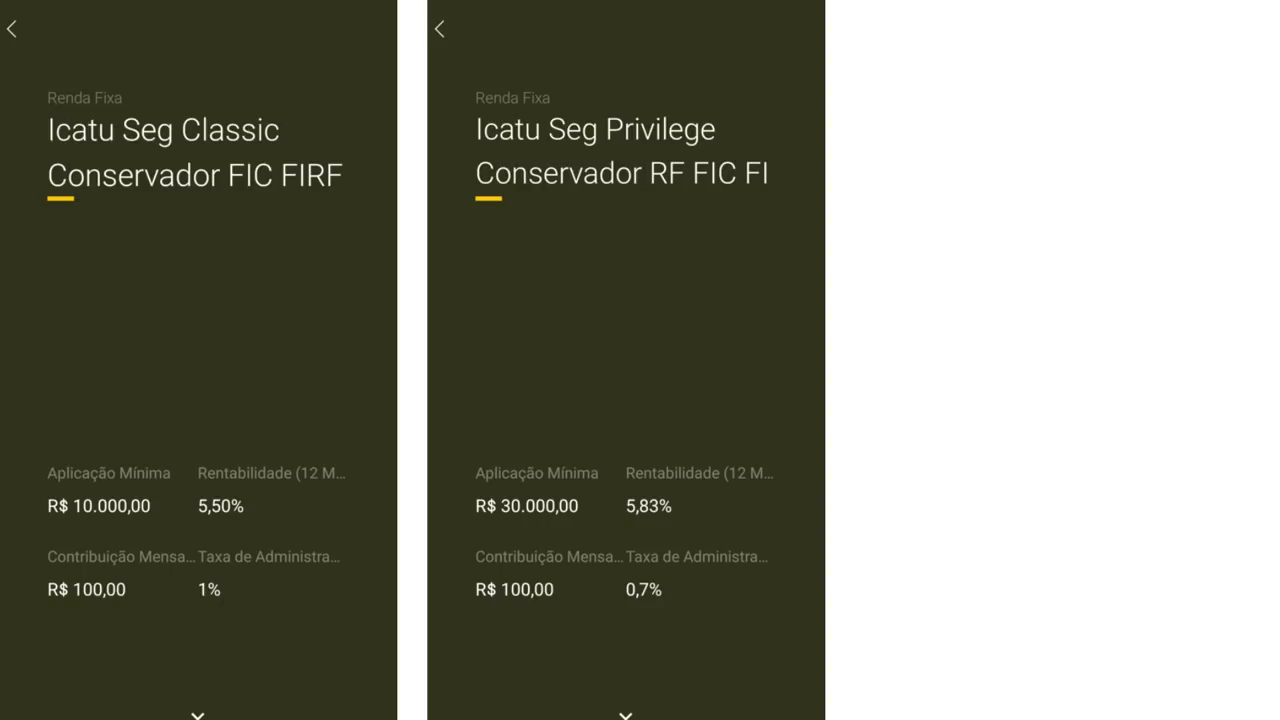 Renda Fixa
Icatu Seg Classic
Conservador FIC FIRF
Aplicação Mínima Rentabilidade (12 M...
R$ 10.000,00 5,50%
Contribuição Mensa... Taxa de Administra...
R$ 100,00 1%
Renda Fixa
Icatu Seg Privilege
Conservador RF FIC FI
Aplicação Mínima Rentabilidade (12 M...
R$ 30.000,00 5,83%
Contribuição Mensa... Taxa de Administra...
R$ 100,00 0,7%